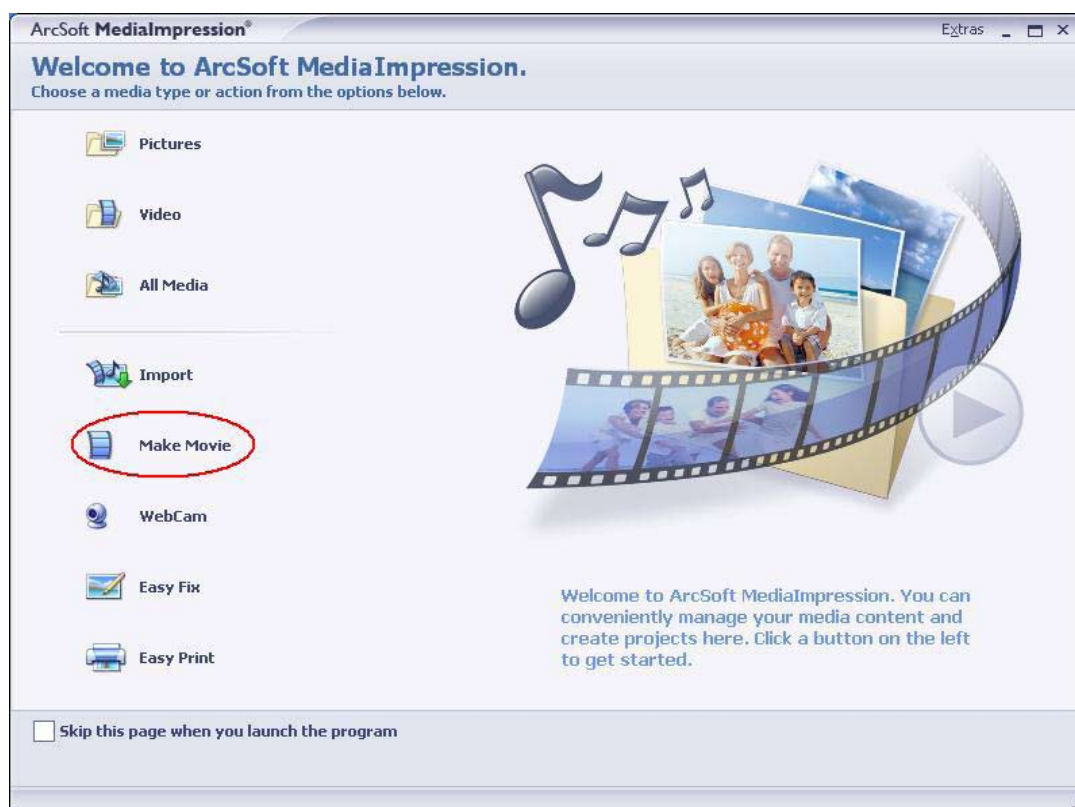 ArcSoft MediaImpression® Extras
Welcome to ArcSoft MediaImpression.
Choose a media type or action from the options below.
Pictures
Video
All Media
Import
Make Movie
WebCam
Easy Fix
Easy Print
Welcome to ArcSoft MediaImpression. You can
conveniently manage your media content and
create projects here. Click a button on the left
to get started.
Skip this page when you launch the program